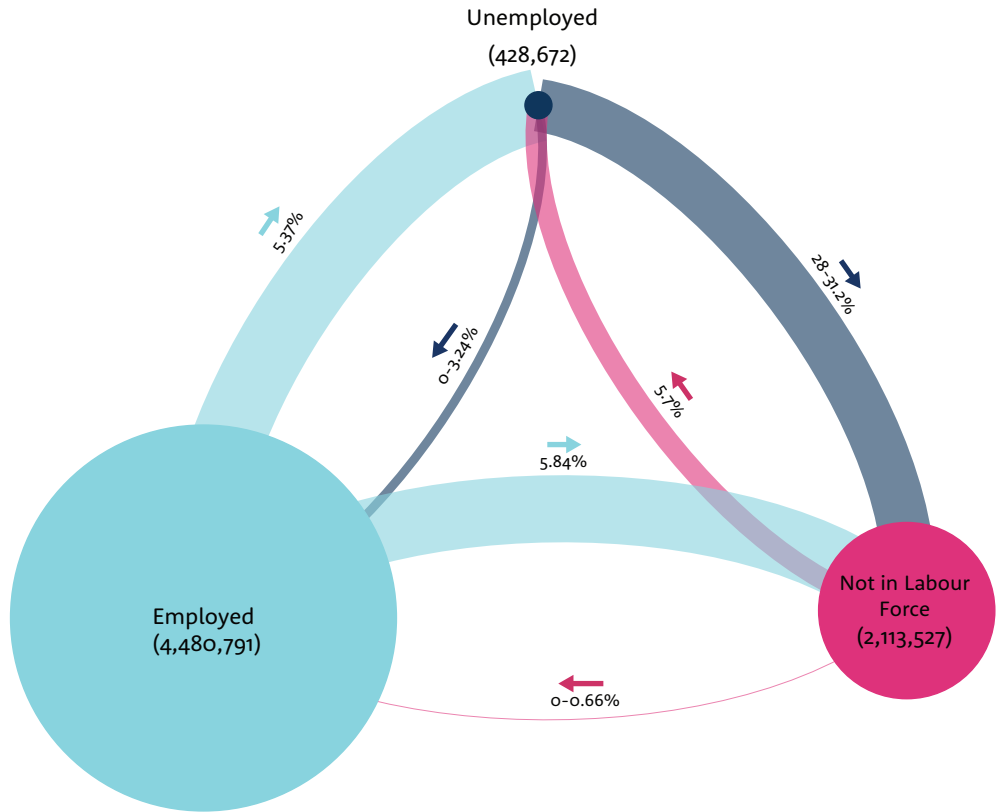 Unemployed
(428,672)
5.37%
28-31.2%
0-3.24%
5.7%
5.84%
Employed
(4,480,791)
Not in Labour
Force
(2,113,527)
0-0.66%